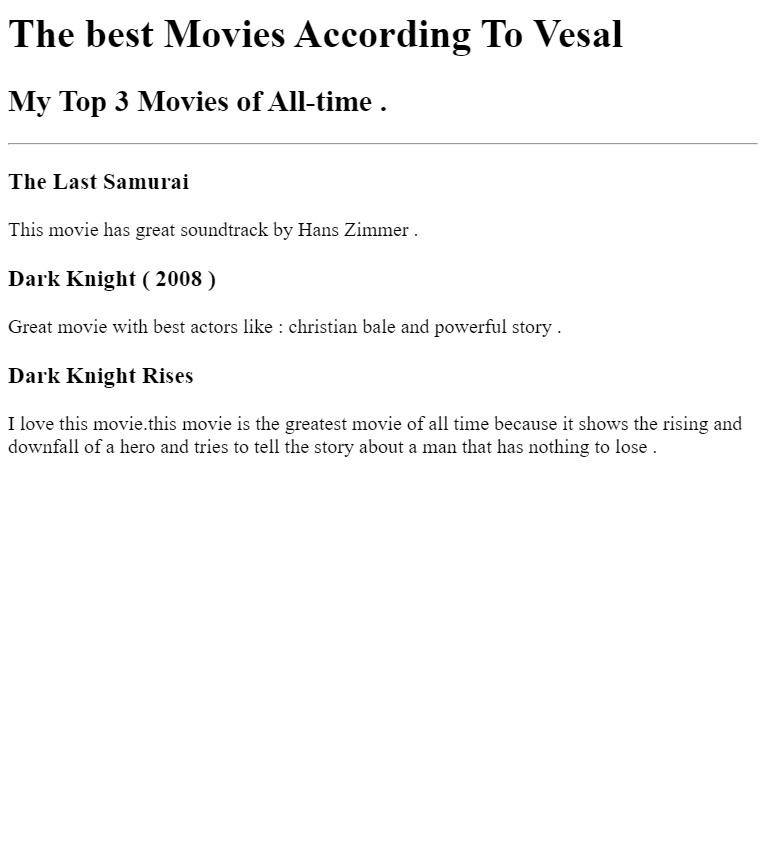 The best Movies According To Vesal
My Top 3 Movies of All-time .
The Last Samurai
This movie has great soundtrack by Hans Zimmer .
Dark Knight ( 2008 )
Great movie with best actors like : christian bale and powerful story .
Dark Knight Rises
I love this movie.this movie is the greatest movie of all time because it shows the rising and
downfall of a hero and tries to tell the story about a man that has nothing to lose .